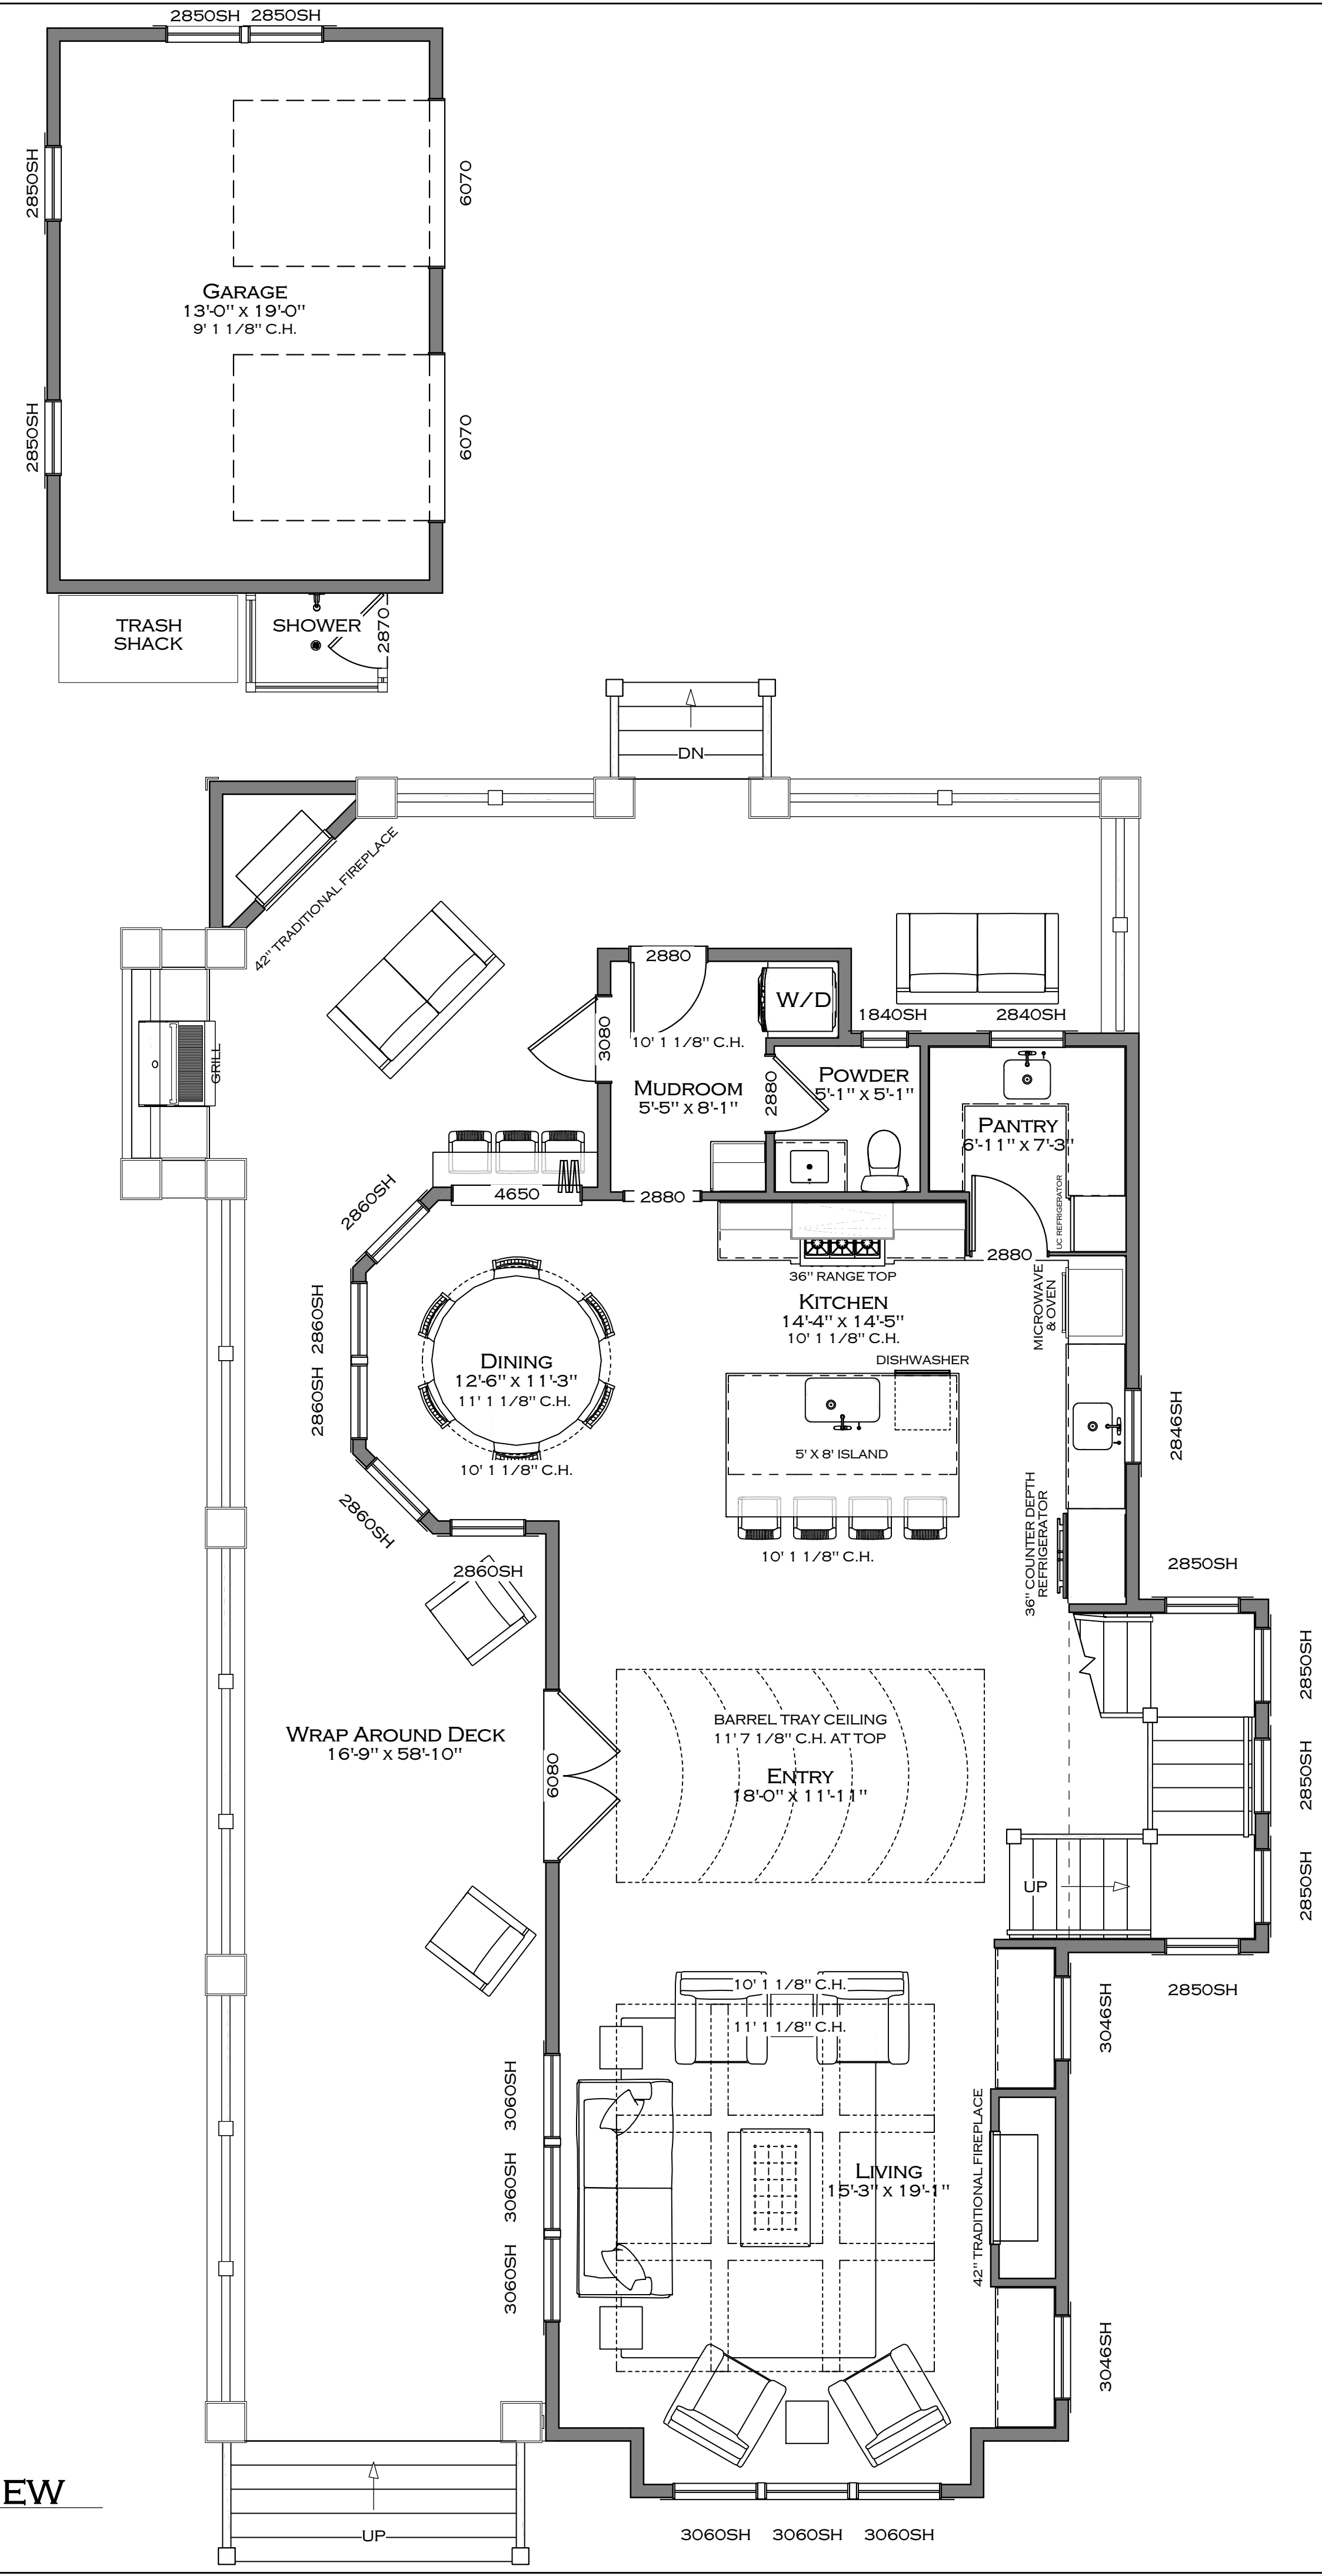 2850SH 2850SH
2850SH
6070
GARAGE
13'-0" X 19'-0"
9' 1 1/8" C.H.
2850SH
6070
TRASH
SHACK
SHOWER
2870
DN
42" TRADITIONAL FIREPLACE
GRILL
2880
W/D
3080
10' 1 1/8" C.H.
1840SH
2840SH
MUDROOM
5'-5" X 8'-1"
2880
POWDER
5'-1" X 5'-1"
PANTRY
6'-11" X 7'-3"
UC REFRIGERATOR
2860SH
4650
2880
2880
36" RANGE TOP
MICROWAVE
& OVEN
KITCHEN
14'-4" X 14'-5"
10' 1 1/8" C.H.
2860SH
2860SH
DINING
12'-6" X 11'-3"
11' 1 1/8" C.H.
10' 1 1/8" C.H.
DISHWASHER
5' X 8' ISLAND
2846SH
2860SH
36" COUNTER DEPTH
REFRIGERATOR
10' 1 1/8" C.H.
2860SH
2850SH
2850SH
2850SH
2850SH
WRAP AROUND DECK
16'-9" X 58'-10"
6080
BARREL TRAY CEILING
11' 7 1/8" C.H. AT TOP
ENTRY
18'-0" X 11'-11"
UP
2850SH
10' 1 1/8" C.H.
11' 1 1/8" C.H.
3046SH
3060SH
3060SH
3060SH
LIVING
15'-3" X 19'-1"
42" TRADITIONAL FIREPLACE
3046SH
EW
UP
3060SH 3060SH 3060SH